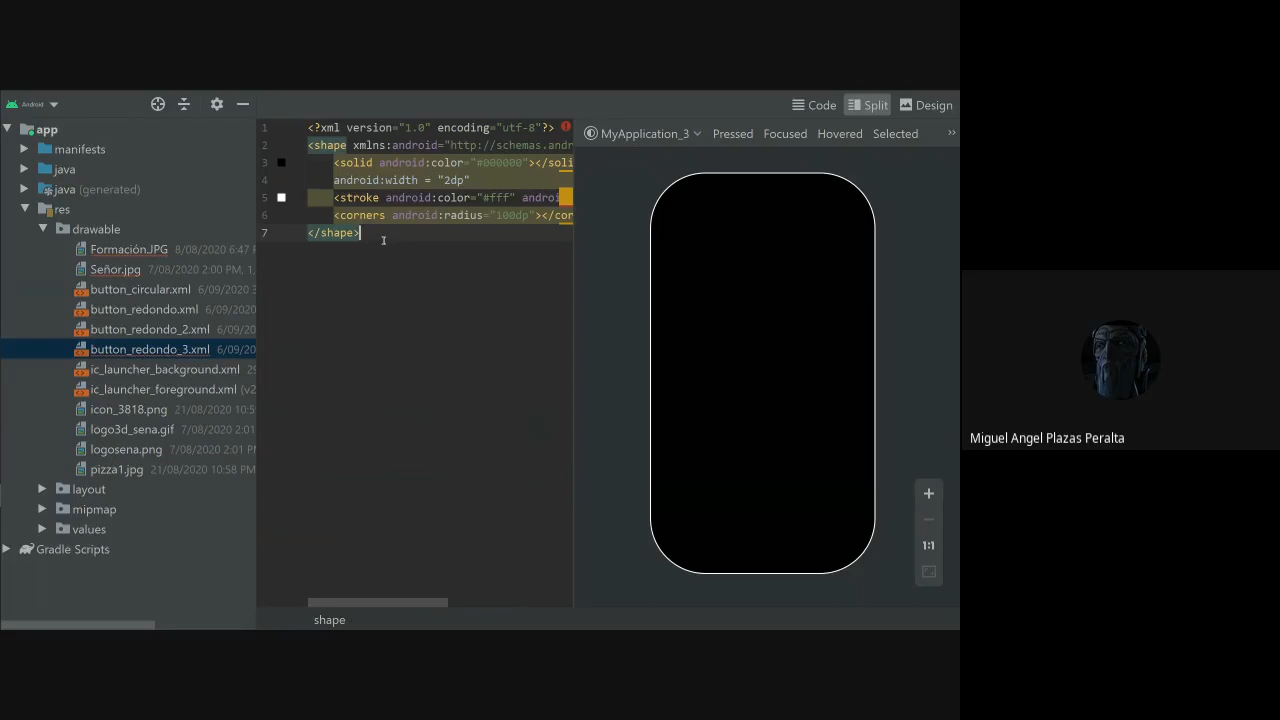 Android
Code
Split
Design
app
manifests
java
java (generated)
res
drawable
Formación.JPG 8/08/2020 6:47 P
Señor.jpg 7/08/2020 2:00 PM, 1.
button_circular.xml 6/09/2020 3
button_redondo.xml 6/09/2020
button_redondo_2.xml 6/09/20
button_redondo_3.xml 6/09/20
ic_launcher_background.xml 29
ic_launcher_foreground.xml (v2
icon_3818.png 21/08/2020 10:5
logo3d_sena.gif 7/08/2020 2:01
logosena.png 7/08/2020 2:01 P
pizza1.jpg 21/08/2020 10:58 PM
layout
mipmap
values
Gradle Scripts
1 <?xml version="1.0" encoding="utf-8"?>
2 <shape xmlns:android="http://schemas.andr
3 <solid android:color="#000000"></soli
4 android:width = "2dp"
5 <stroke android:color="#fff" androi
6 <corners android:radius="100dp"></cor
7 </shape>
shape
MyApplication_3
Pressed
Focused
Hovered
Selected
1:1
Miguel Angel Plazas Peralta